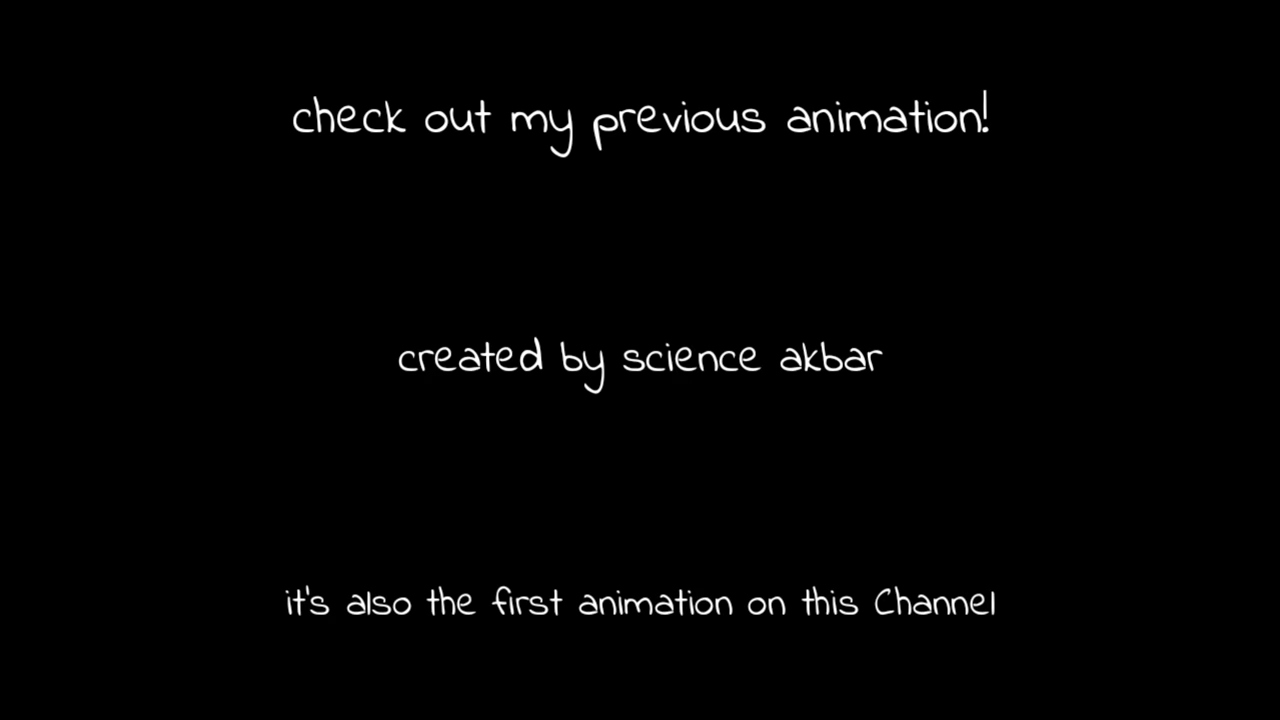 check out my previous animation!
created by science akbar
it's also the first animation on this Channel